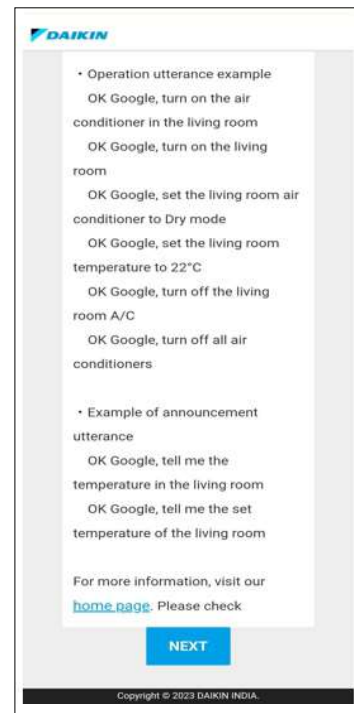 DAIKIN
・Operation utterance example
OK Google, turn on the air
conditioner in the living room
OK Google, turn on the living
room
OK Google, set the living room air
conditioner to Dry mode
OK Google, set the living room
temperature to 22°C
OK Google, turn off the living
room A/C
OK Google, turn off all air
conditioners
・Example of announcement
utterance
OK Google, tell me the
temperature in the living room
OK Google, tell me the set
temperature of the living room
For more information, visit our
home page. Please check
NEXT
Copyright © 2023 DAIKIN INDIA.